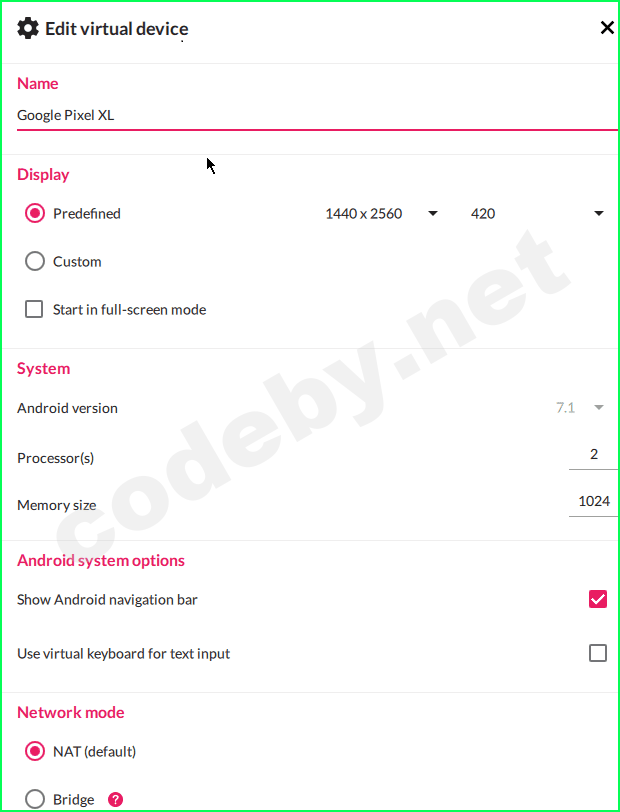 Edit virtual device
Name
Google Pixel XL
Display
Predefined 1440 x 2560 420
Custom
Start in full-screen mode
System
Android version 7.1
Processor(s) 2
Memory size 1024
Android system options
Show Android navigation bar
Use virtual keyboard for text input
Network mode
NAT (default)
Bridge ?
codeby.net